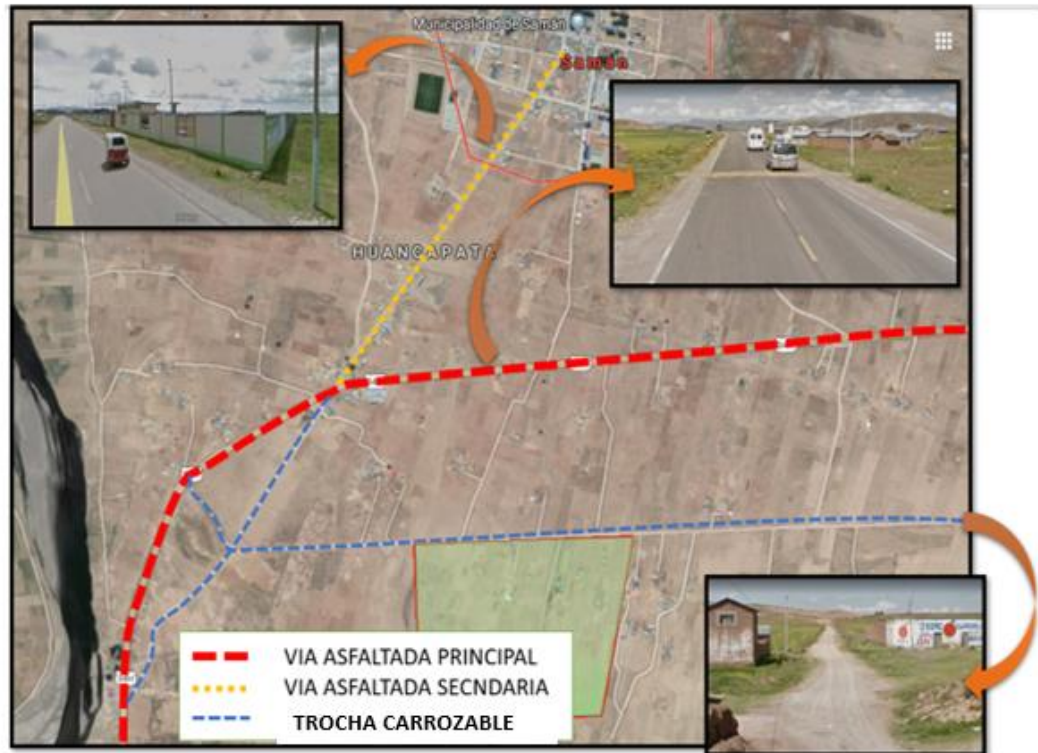 Municipalidad de Samán
Samán
HUANCAPATA
VIA ASFALTADA PRINCIPAL
VIA ASFALTADA SECNDARIA
TROCHA CARROZABLE